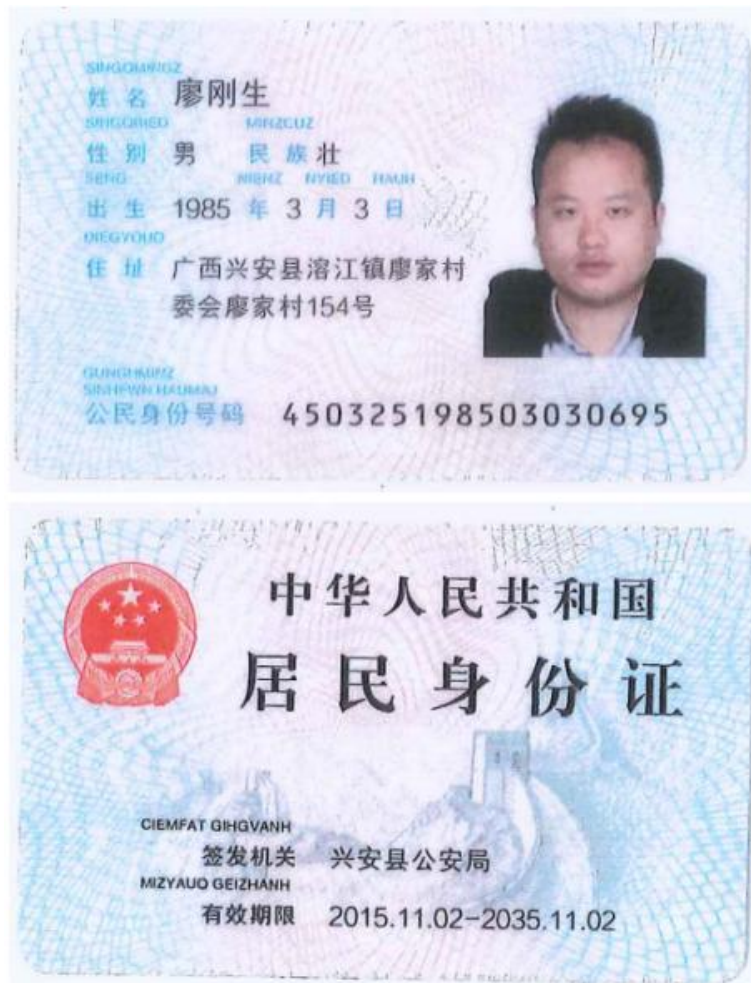 SINGQMINGZ
姓 名 廖刚生
SINGQBIED MINZCUZ
性 别 男 民 族 壮
SENG NIENZ NYIED HAUH
出 生 1985 年 3 月 3 日
DIEGYOUQ
住 址 广西兴安县溶江镇廖家村
委会廖家村154号
GUNGHMINZ
SINHFWN HAUMAJ
公民身份号码 450325198503030695
中华人民共和国
居民身份证
CIEMFAT GIHGVANH
签发机关 兴安县公安局
MIZYAUQ GEIZHANH
有效期限 2015.11.02-2035.11.02